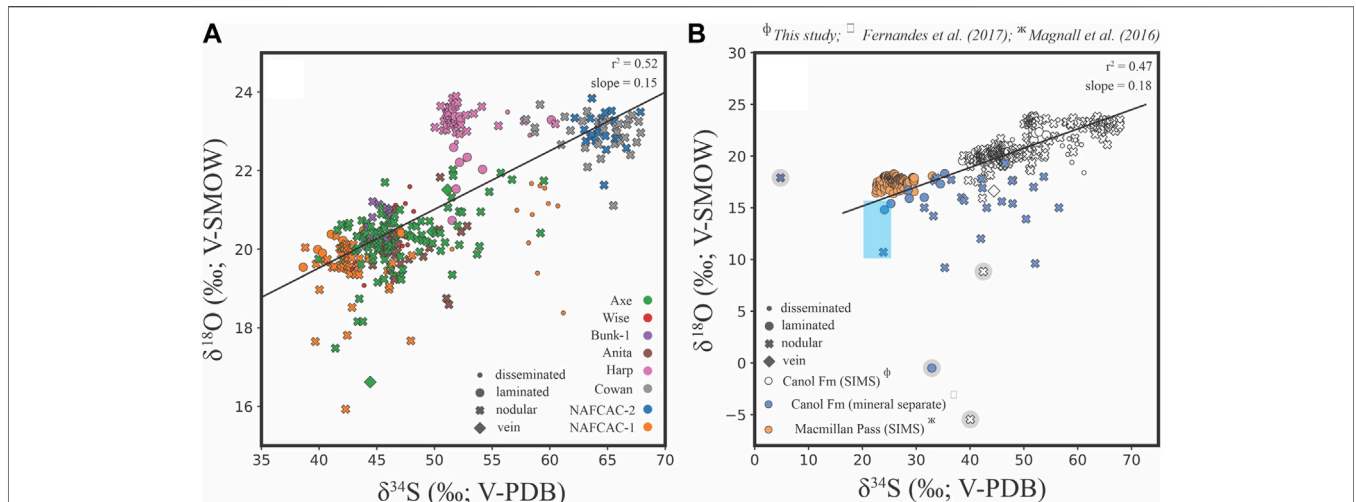 A
r² = 0.52
slope = 0.15
24
22
20
18
16
δ¹⁸O (‰; V-SMOW)
Axe
Wise
Bunk-1
Anita
Harp
Cowan
NAFCAC-2
NAFCAC-1
disseminated
laminated
nodular
vein
35 40 45 50 55 60 65 70
δ³⁴S (‰; V-PDB)
B
ϕ This study; □ Fernandes et al. (2017); ж Magnall et al. (2016)
r² = 0.47
slope = 0.18
30
25
20
15
10
5
0
−5
δ¹⁸O (‰; V-SMOW)
disseminated
laminated
nodular
vein
Canol Fm (SIMS) ϕ
Canol Fm (mineral separate) □
Macmillan Pass (SIMS) ж
0 10 20 30 40 50 60 70
δ³⁴S (‰; V-PDB)